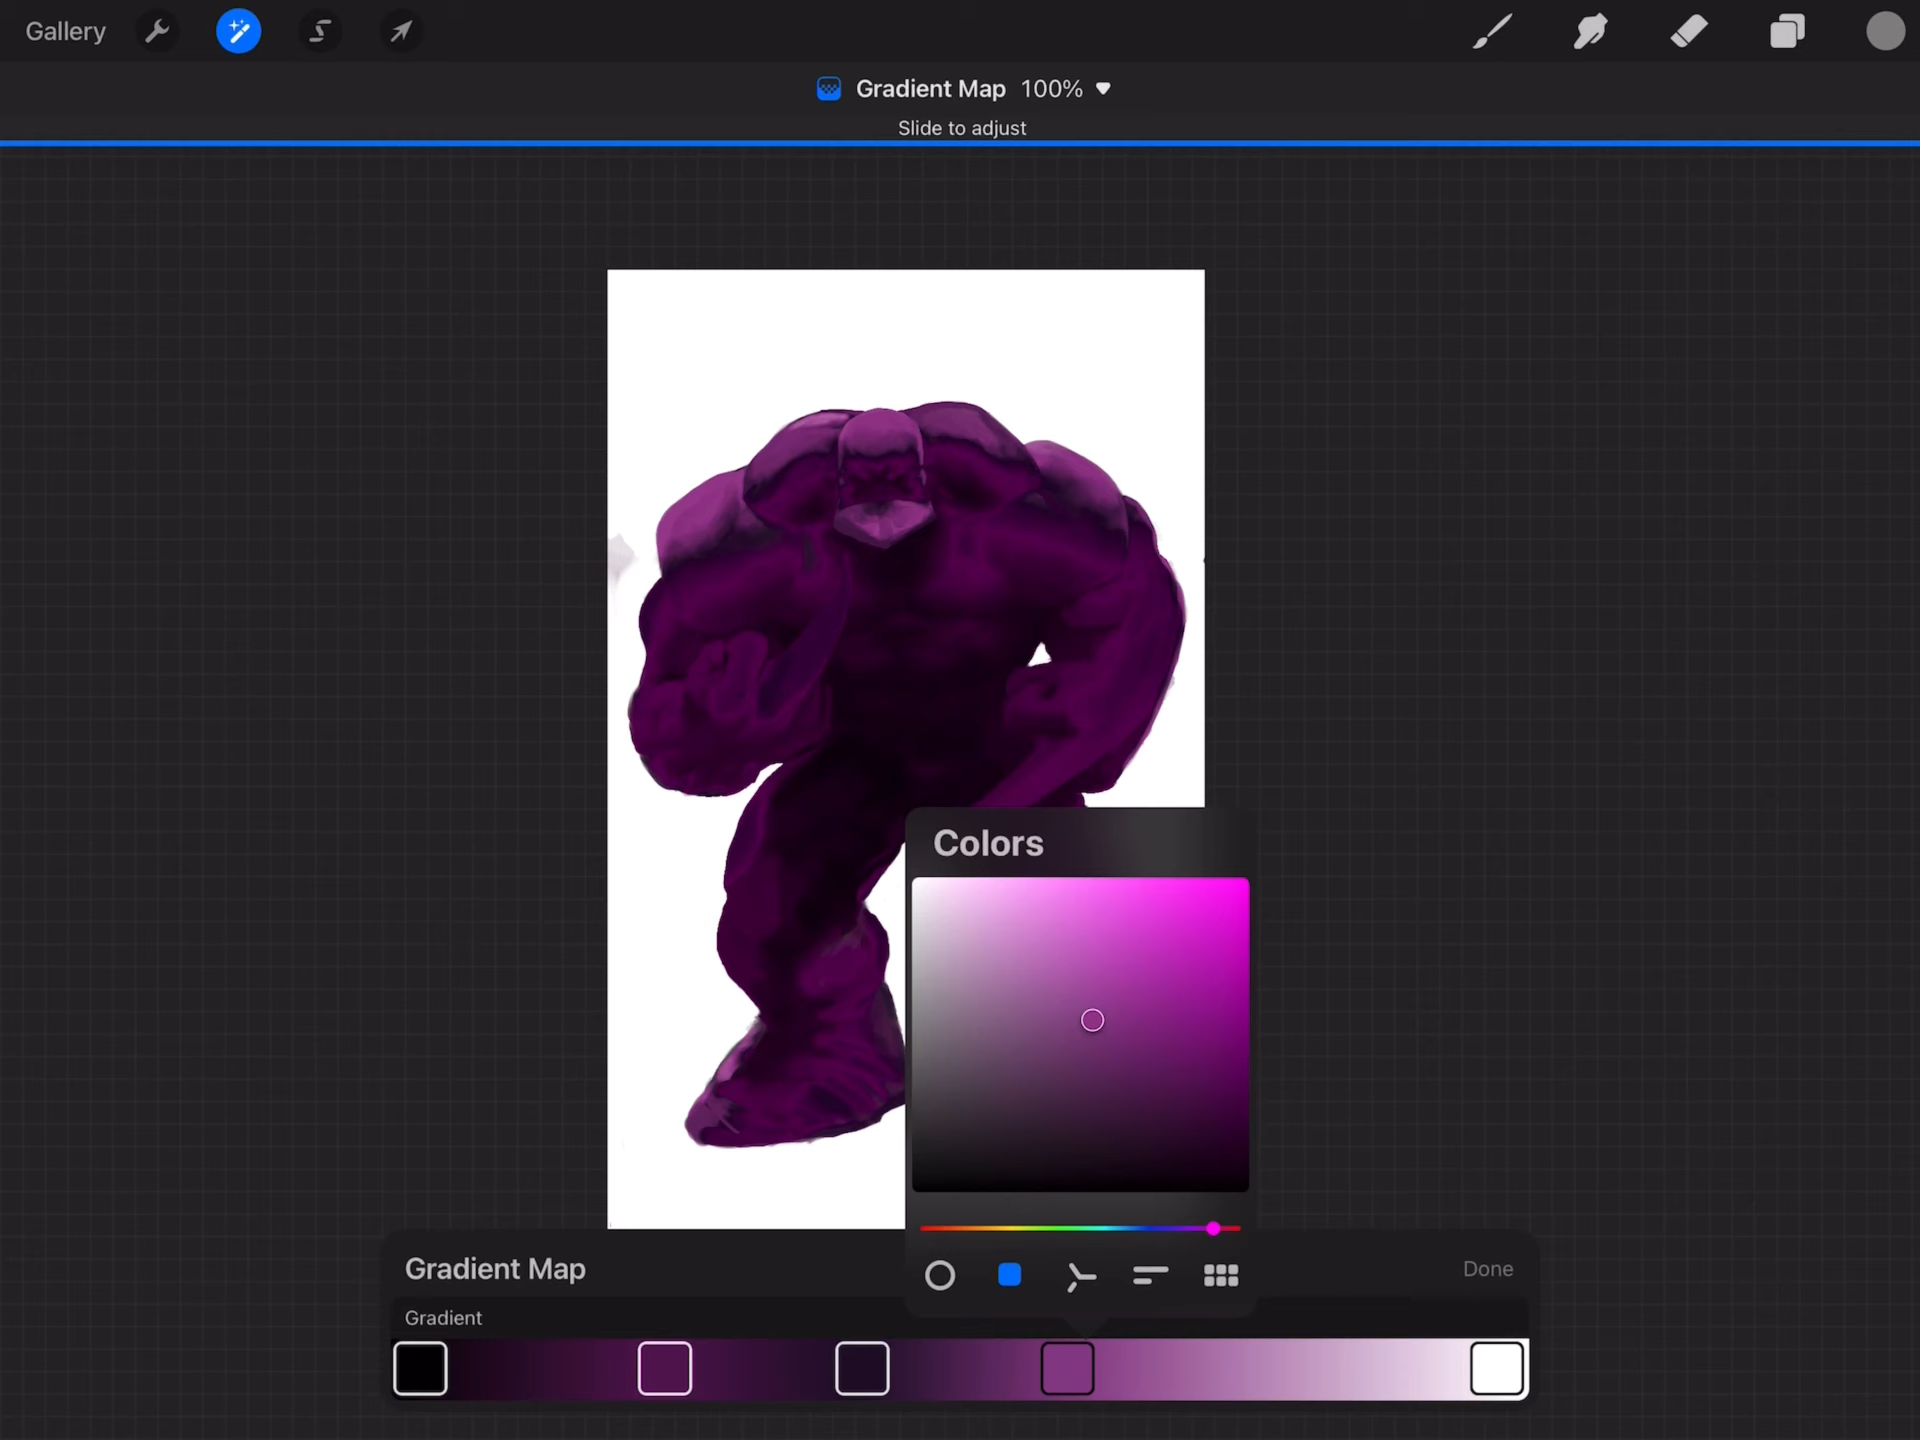 Gallery
Gradient Map 100%
Slide to adjust
Colors
Gradient Map
Done
Gradient